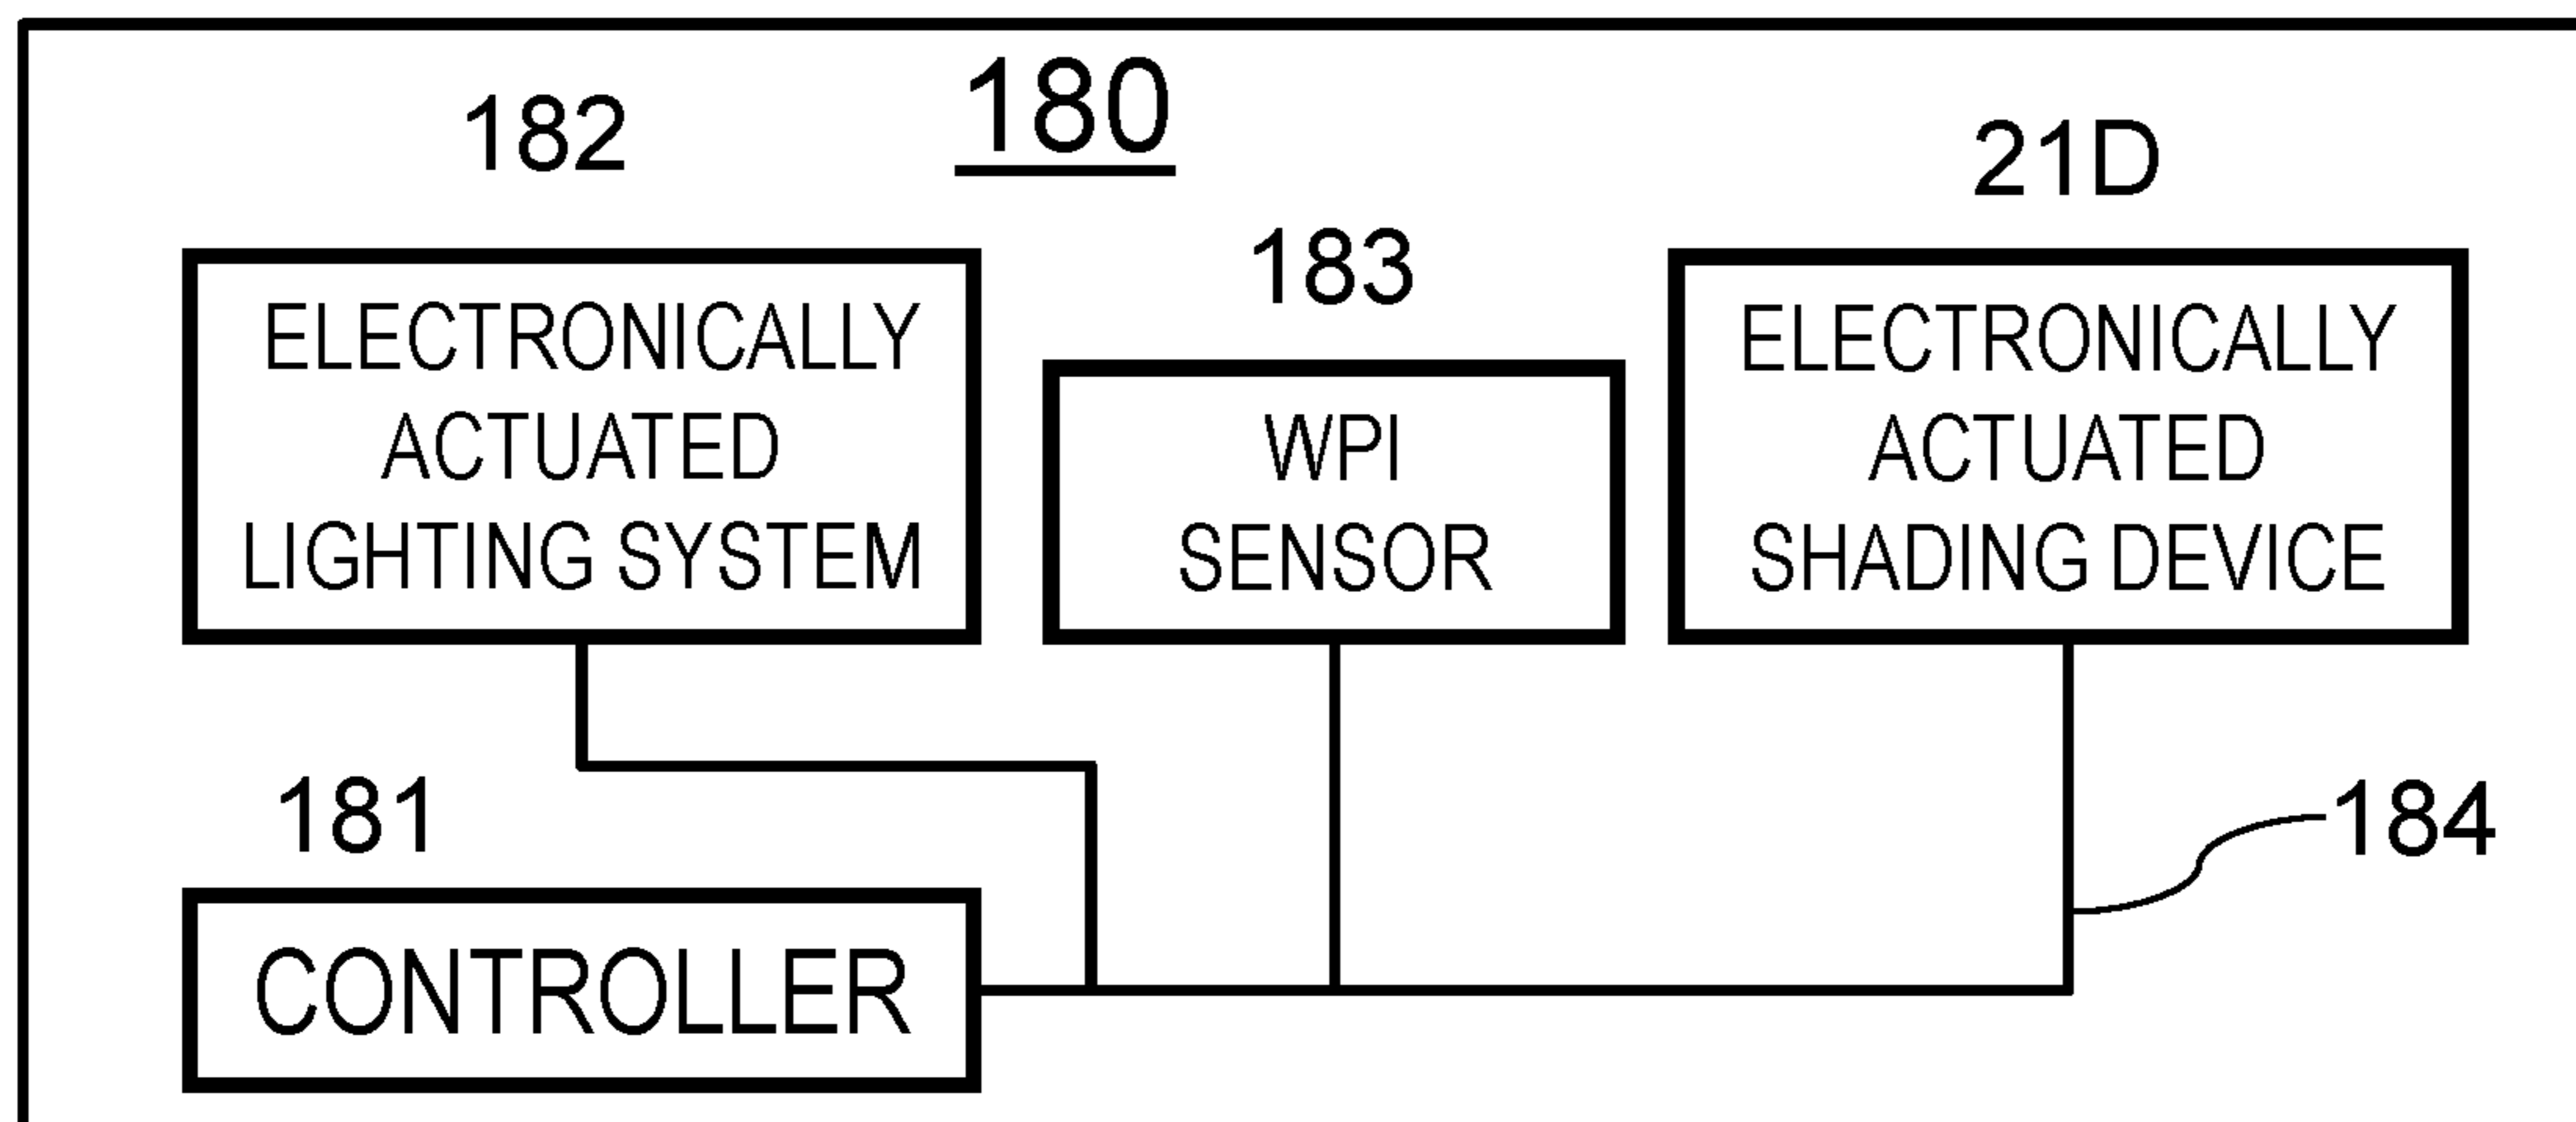 180
182
ELECTRONICALLY
ACTUATED
LIGHTING SYSTEM
183
WPI
SENSOR
21D
ELECTRONICALLY
ACTUATED
SHADING DEVICE
181
CONTROLLER
184